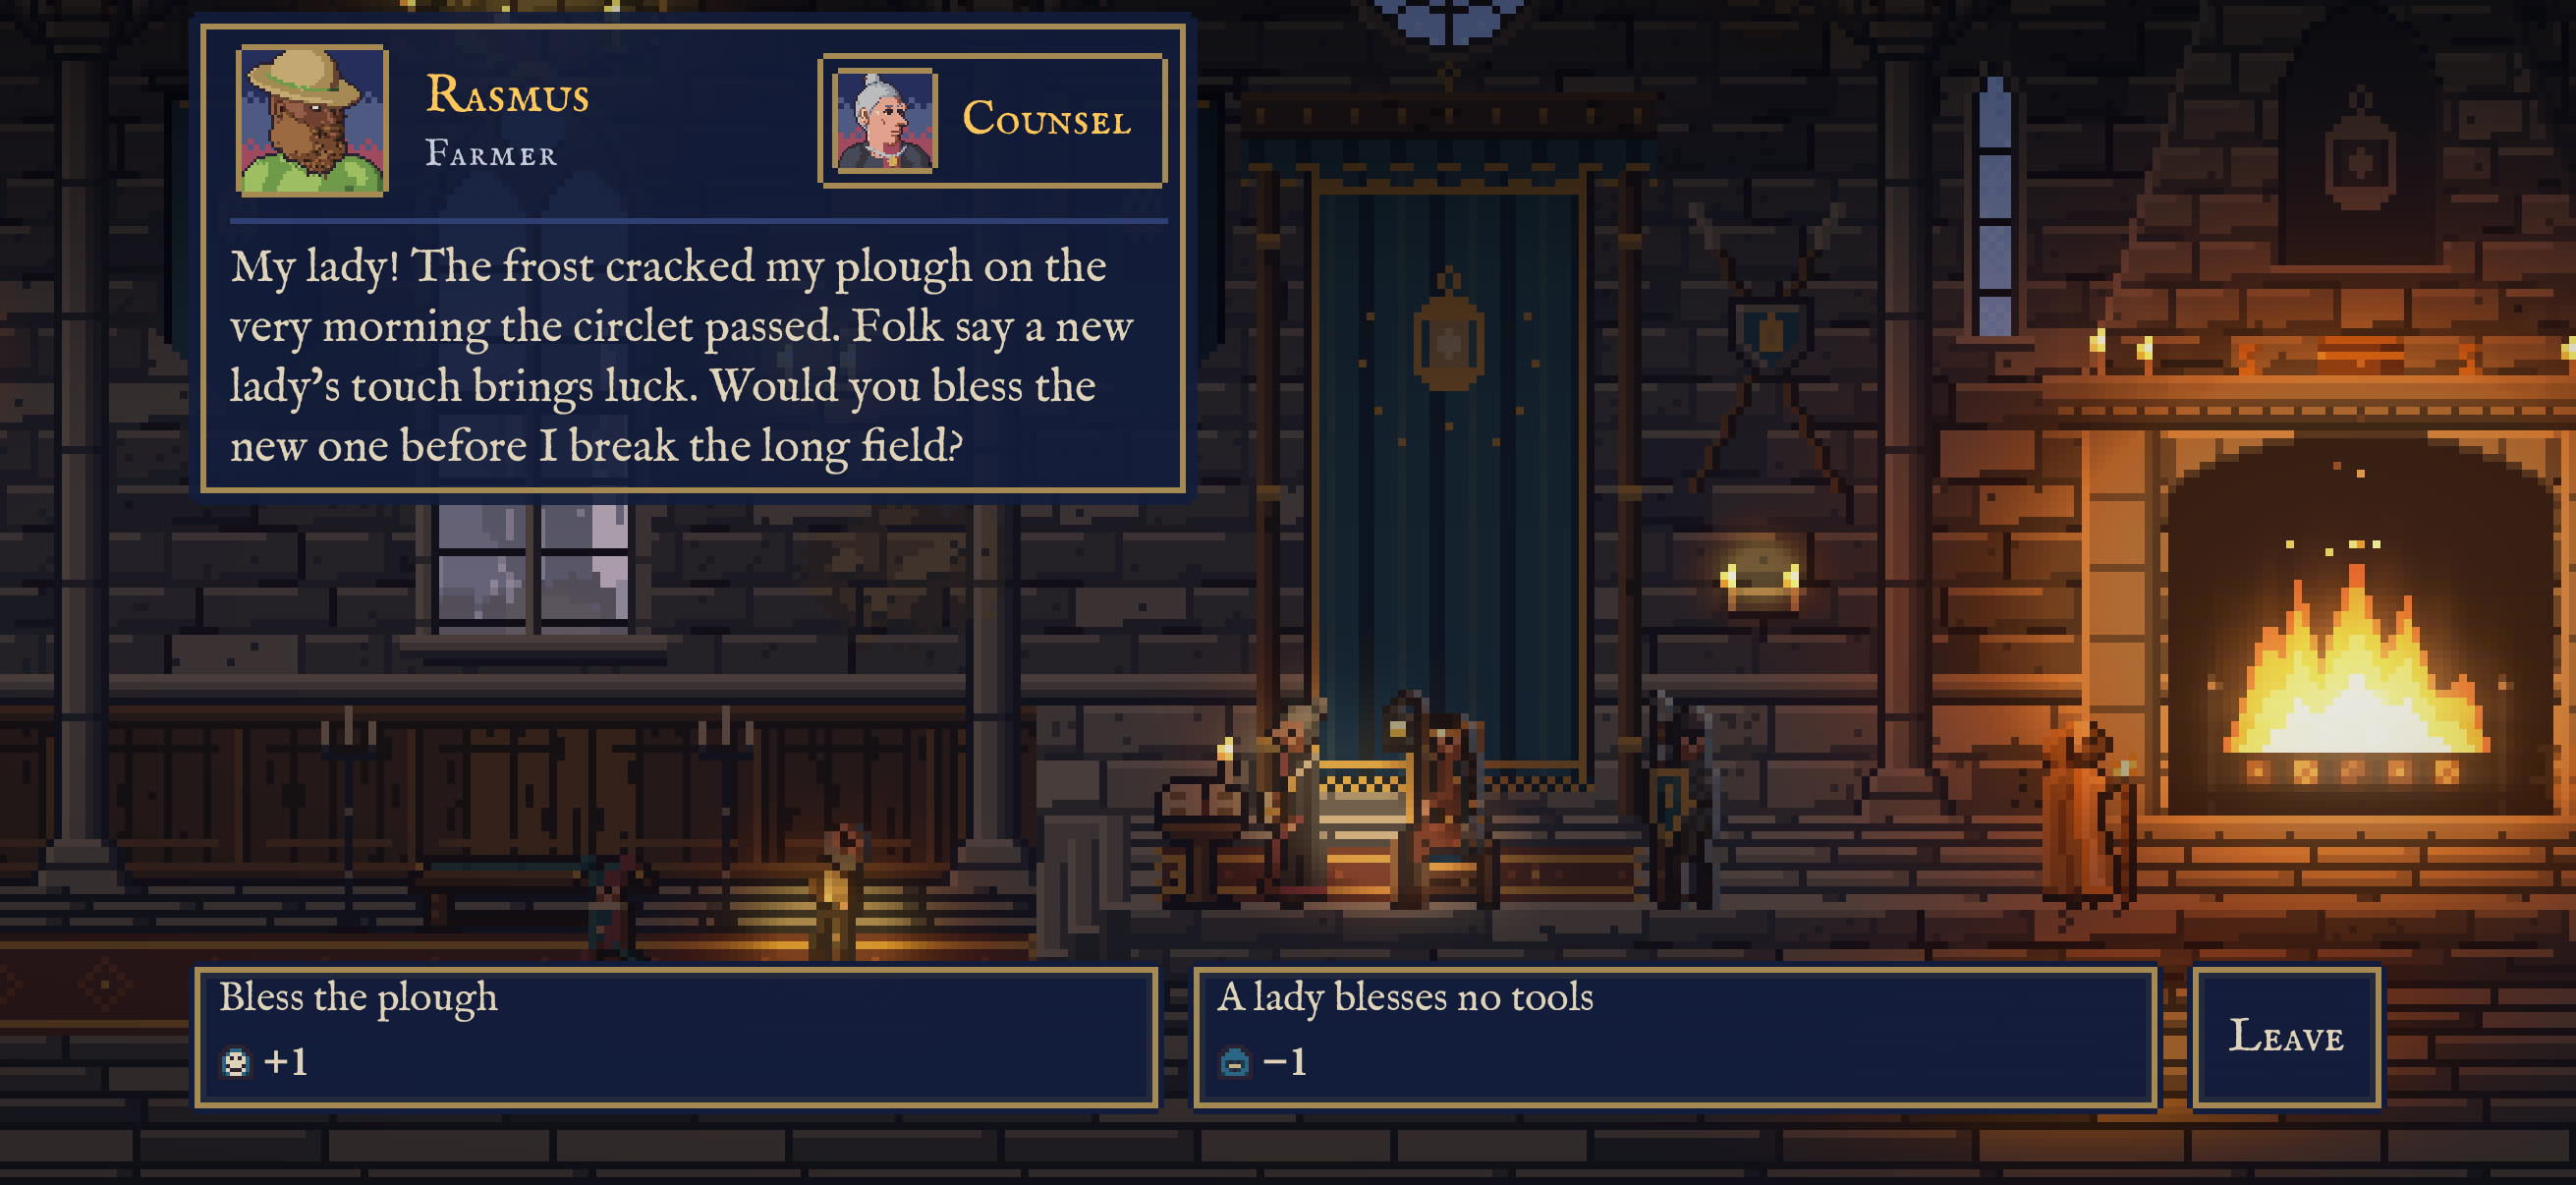 Rasmus
Farmer
Counsel
My lady! The frost cracked my plough on the
very morning the circlet passed. Folk say a new
lady’s touch brings luck. Would you bless the
new one before I break the long field?
Bless the plough
+1
A lady blesses no tools
−1
Leave